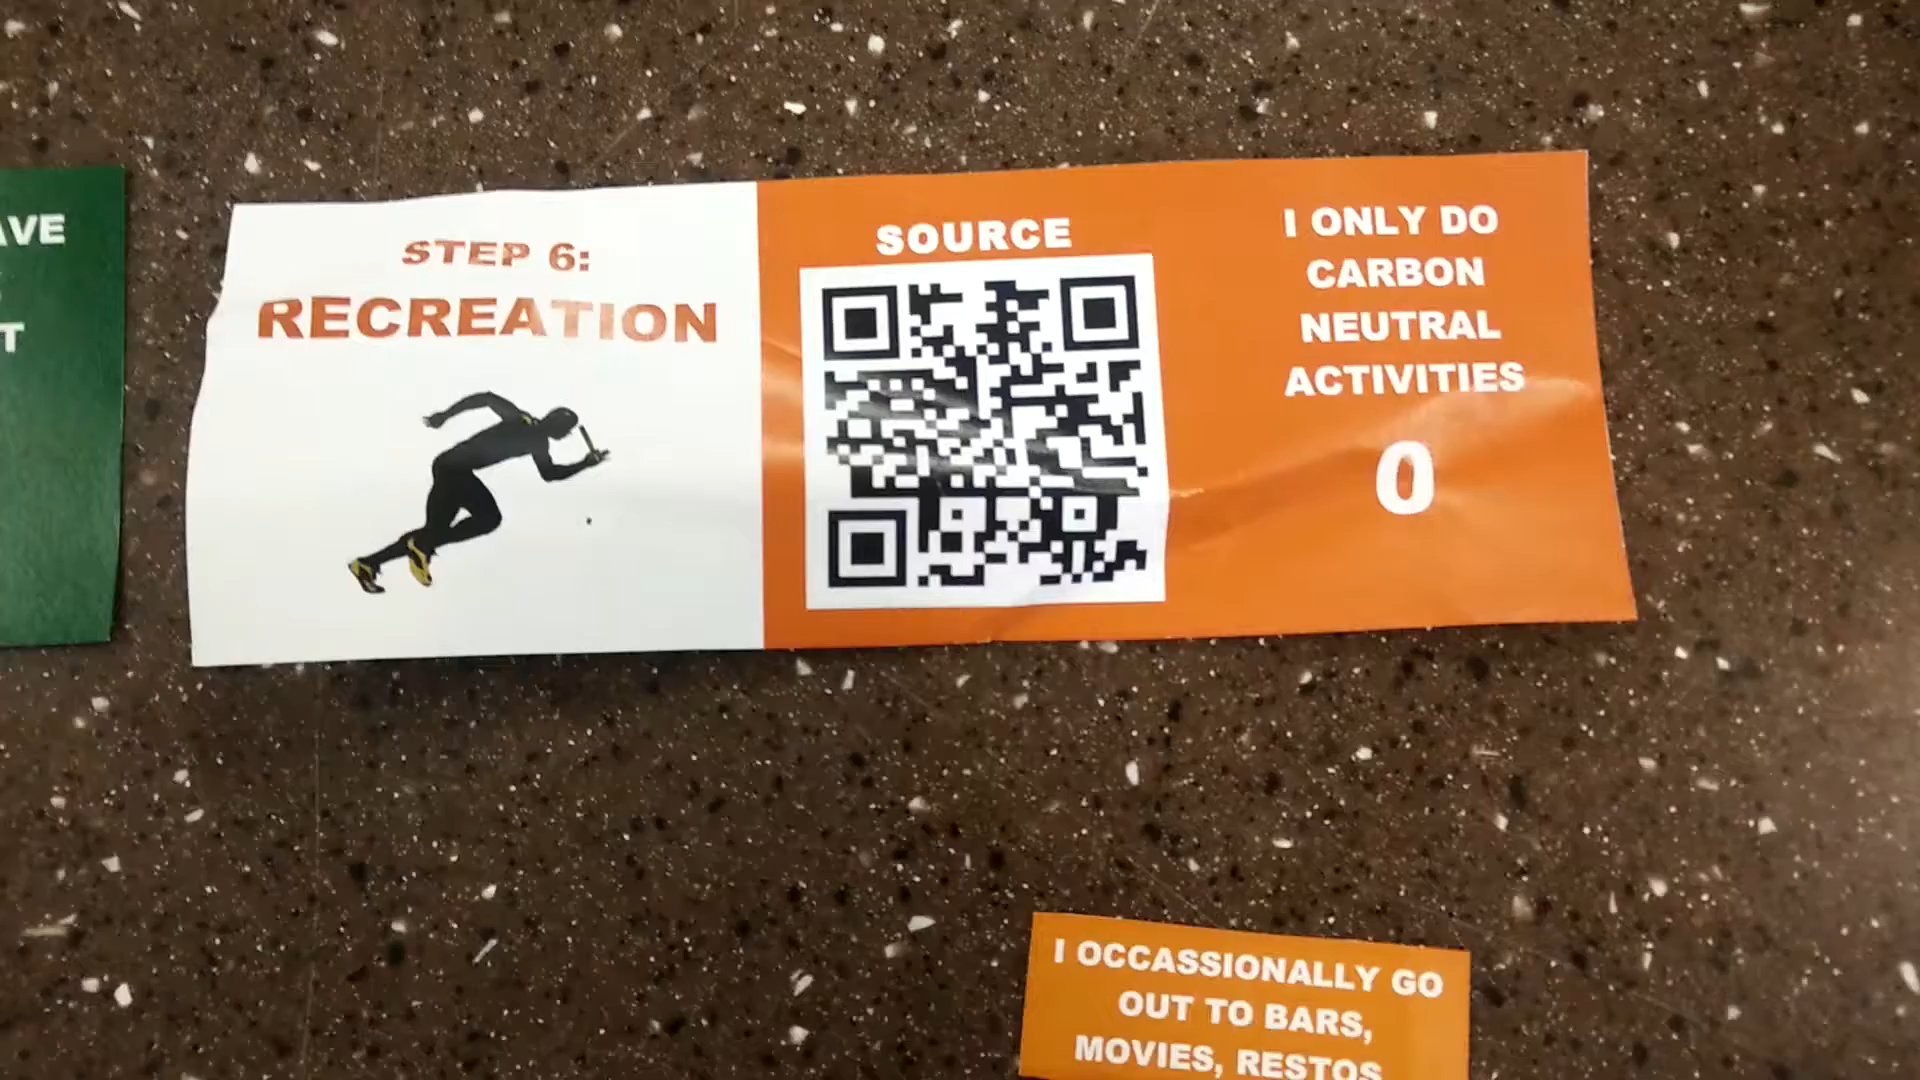 AVE
T
STEP 6:
RECREATION
SOURCE
I ONLY DO
CARBON
NEUTRAL
ACTIVITIES
0
I OCCASSIONALLY GO
OUT TO BARS,
MOVIES, RESTOS